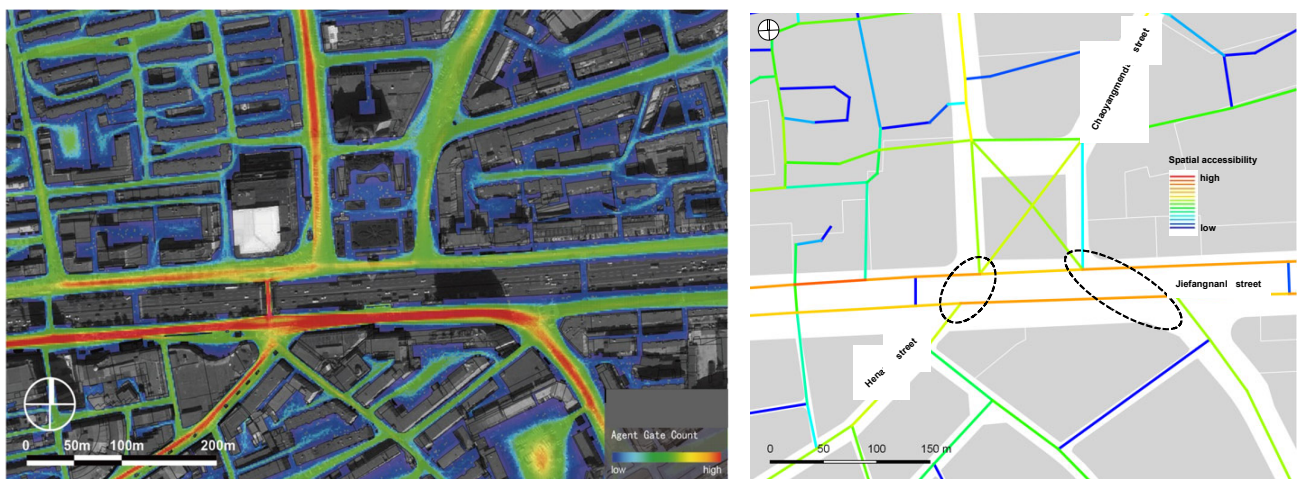 0 50m 100m 200m
Agent Gate Count
low high
Chaoyangmendi street
Spatial accessibility
high
low
Jiefangnanl street
Heng street
0 50 100 150 m